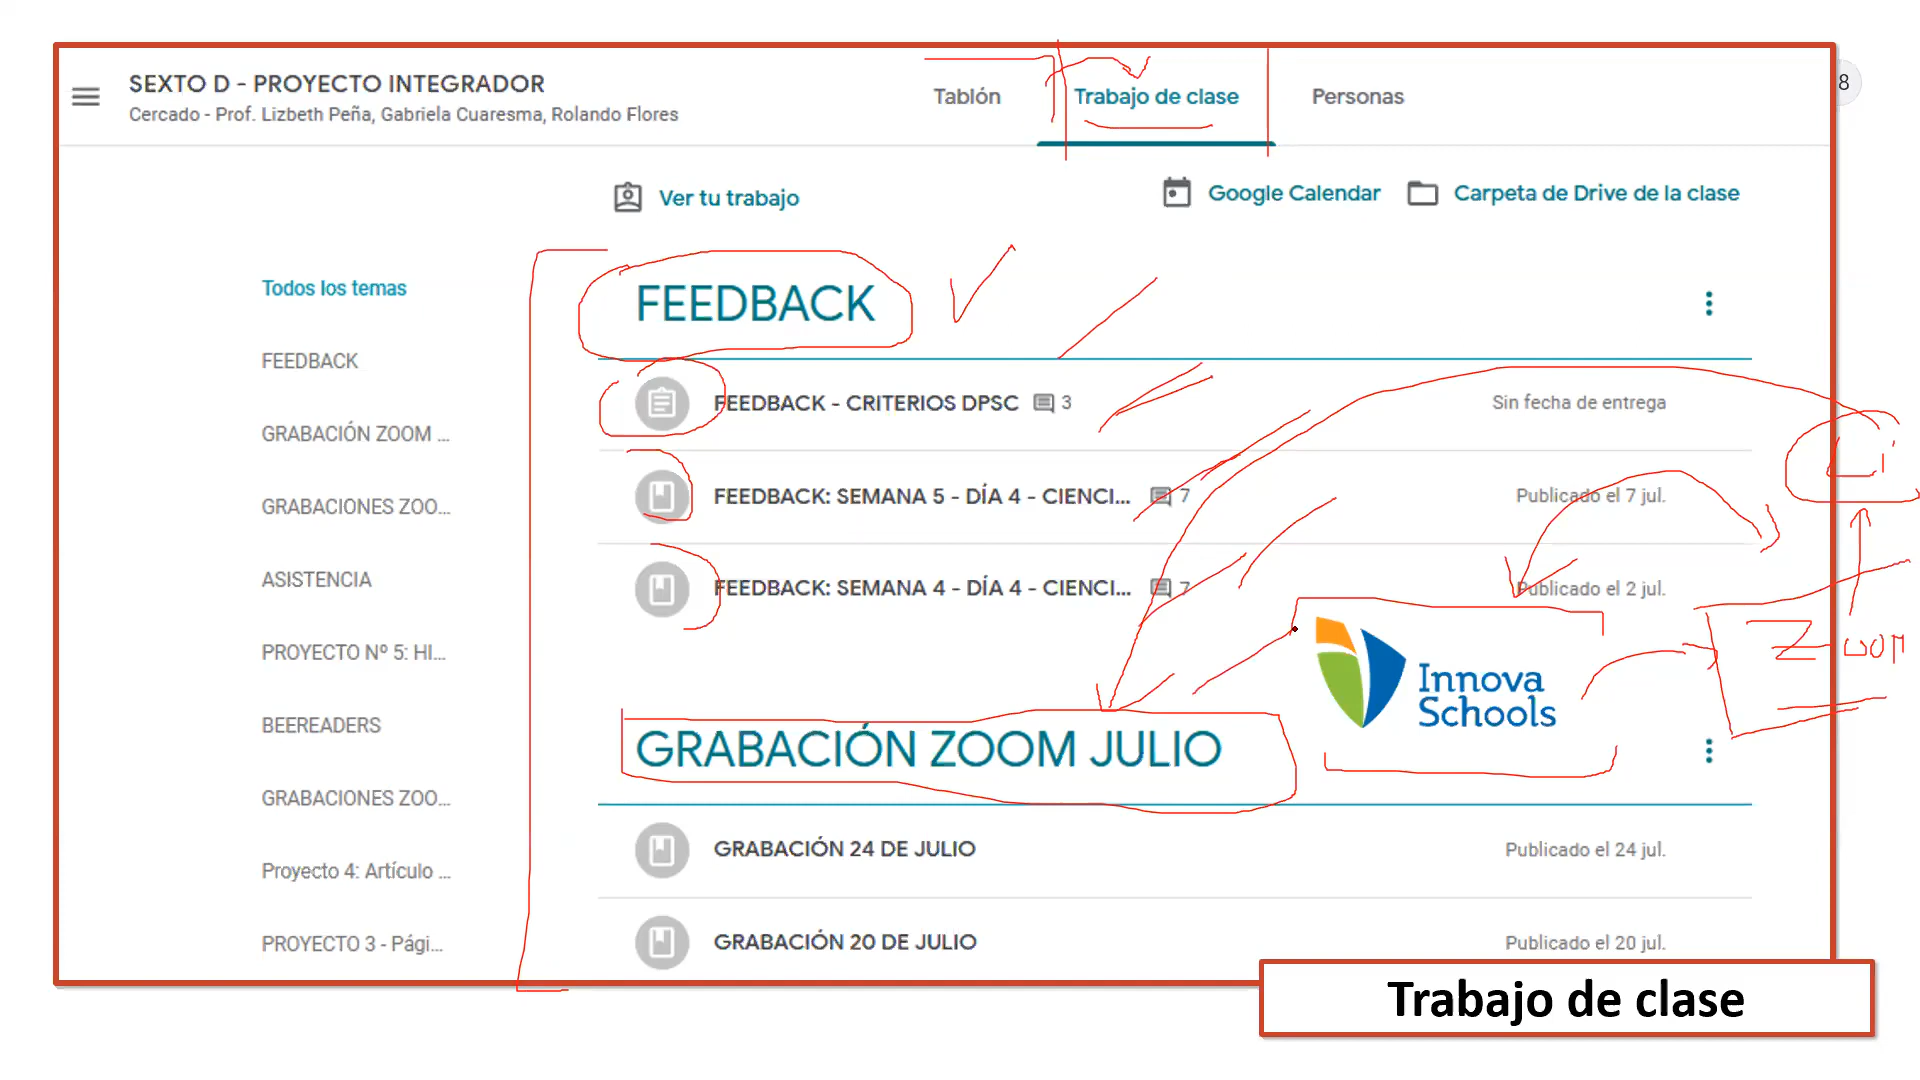 SEXTO D - PROYECTO INTEGRADOR
Cercado - Prof. Lizbeth Peña, Gabriela Cuaresma, Rolando Flores
Tablón
Trabajo de clase
Personas
8
Ver tu trabajo
Google Calendar
Carpeta de Drive de la clase
Todos los temas
FEEDBACK
GRABACIÓN ZOOM ...
GRABACIONES ZOO...
ASISTENCIA
PROYECTO Nº 5: HI...
BEEREADERS
GRABACIONES ZOO...
Proyecto 4: Artículo ...
PROYECTO 3 - Pági...
FEEDBACK
FEEDBACK - CRITERIOS DPSC 3
Sin fecha de entrega
FEEDBACK: SEMANA 5 - DÍA 4 - CIENCI... 7
Publicado el 7 jul.
FEEDBACK: SEMANA 4 - DÍA 4 - CIENCI... 7
Publicado el 2 jul.
Innova
Schools
Zoom
GRABACIÓN ZOOM JULIO
GRABACIÓN 24 DE JULIO
Publicado el 24 jul.
GRABACIÓN 20 DE JULIO
Publicado el 20 jul.
Trabajo de clase